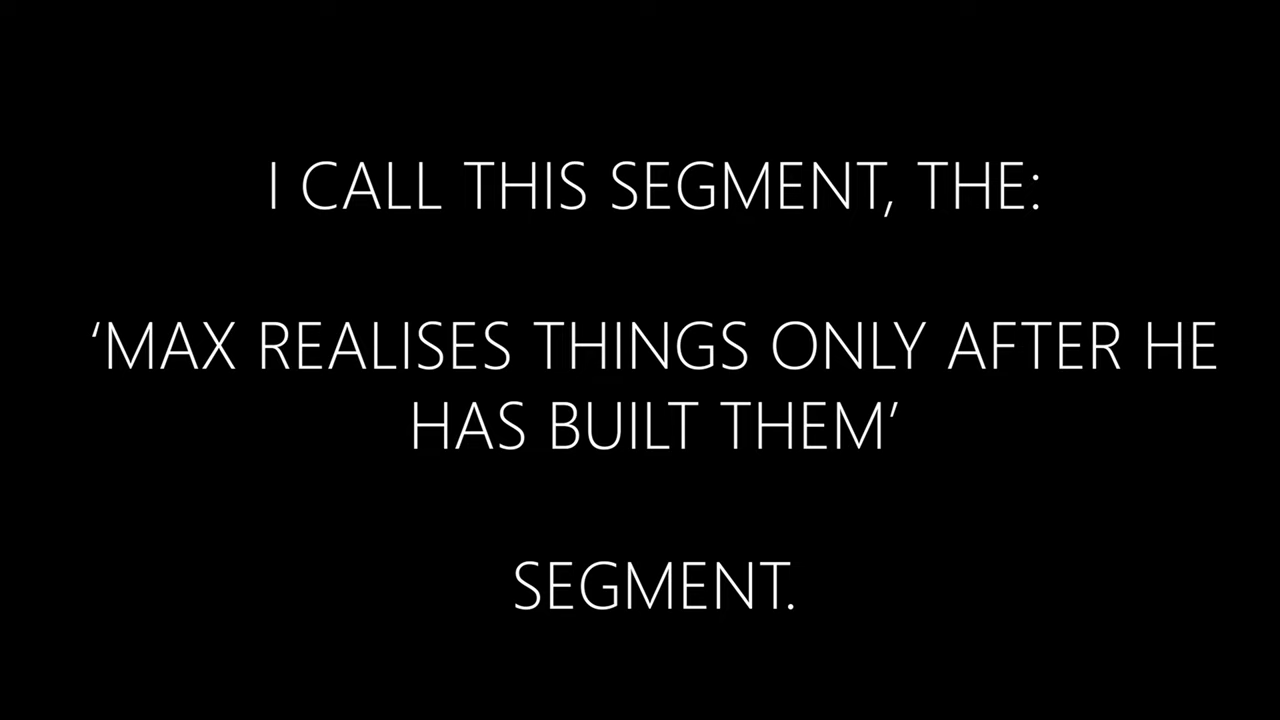 I CALL THIS SEGMENT, THE:
‘MAX REALISES THINGS ONLY AFTER HE
HAS BUILT THEM’
SEGMENT.